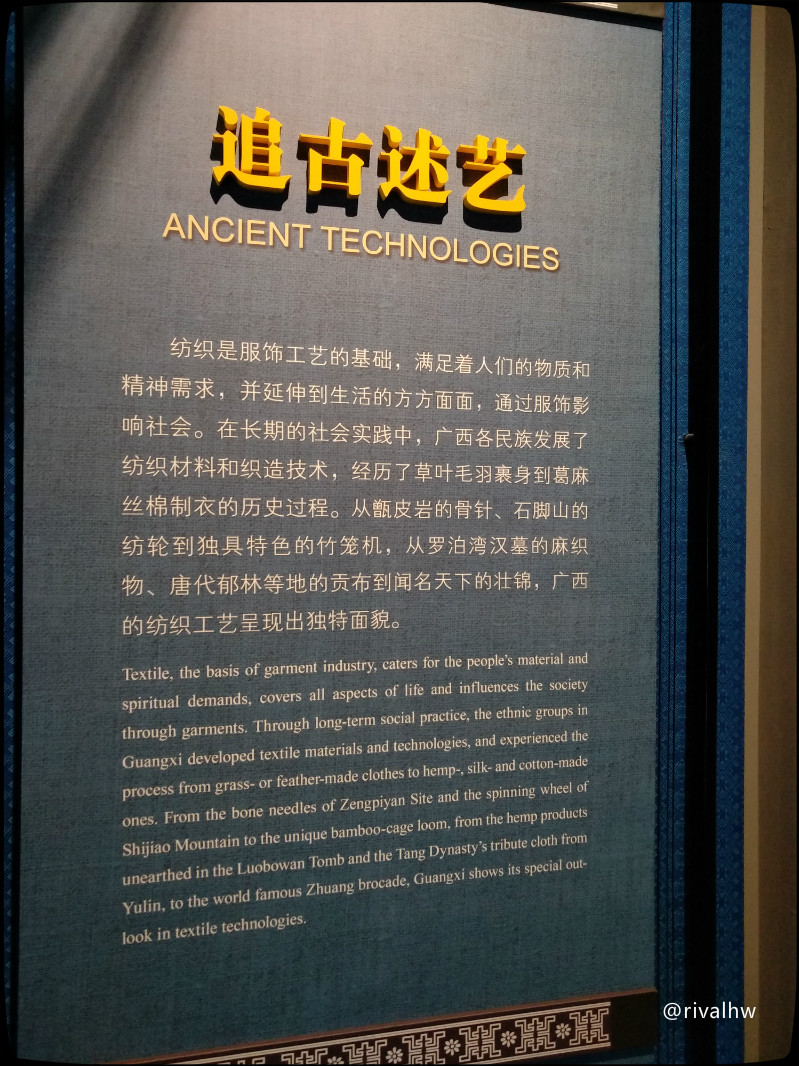 追古述艺
ANCIENT TECHNOLOGIES
纺织是服饰工艺的基础，满足着人们的物质和
精神需求，并延伸到生活的方方面面，通过服饰影
响社会。在长期的社会实践中，广西各民族发展了
纺织材料和织造技术，经历了草叶毛羽裹身到葛麻
丝棉制衣的历史过程。从甑皮岩的骨针、石脚山的
纺轮到独具特色的竹笼机，从罗泊湾汉墓的麻织
物、唐代郁林等地的贡布到闻名天下的壮锦，广西
的纺织工艺呈现出独特面貌。
Textile, the basis of garment industry, caters for the people's material and
spiritual demands, covers all aspects of life and influences the society
through garments. Through long-term social practice, the ethnic groups in
Guangxi developed textile materials and technologies, and experienced the
process from grass- or feather-made clothes to hemp-, silk- and cotton-made
ones. From the bone needles of Zengpiyan Site and the spinning wheel of
Shijiao Mountain to the unique bamboo-cage loom, from the hemp products
unearthed in the Luobowan Tomb and the Tang Dynasty's tribute cloth from
Yulin, to the world famous Zhuang brocade, Guangxi shows its special out-
look in textile technologies.
@rivalhw